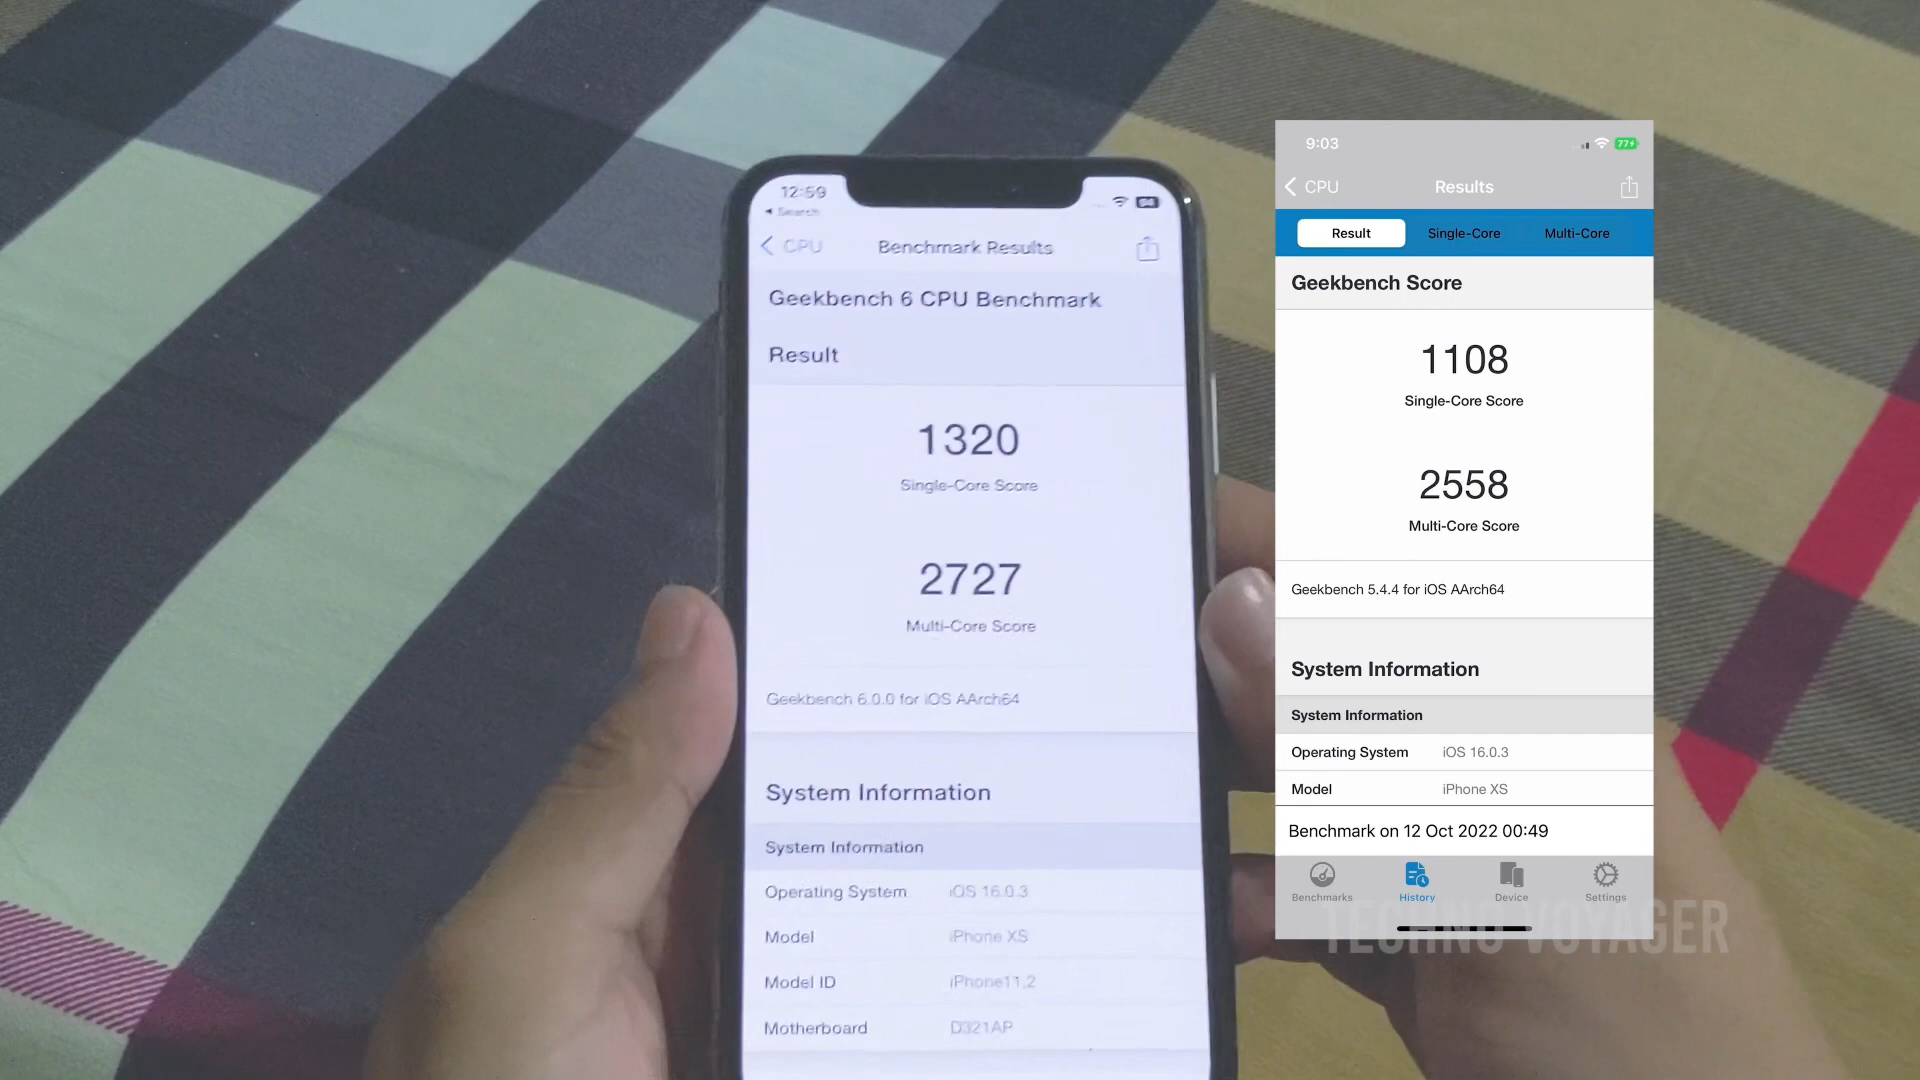 12:59
Search
CPU
Benchmark Results
Geekbench 6 CPU Benchmark
Result
1320
Single-Core Score
2727
Multi-Core Score
Geekbench 6.0.0 for iOS AArch64
System Information
System Information
Operating System iOS 16.0.3
Model iPhone XS
Model ID iPhone11,2
Motherboard D321AP
9:03
77
CPU Results
Result Single-Core Multi-Core
Geekbench Score
1108
Single-Core Score
2558
Multi-Core Score
Geekbench 5.4.4 for iOS AArch64
System Information
System Information
Operating System iOS 16.0.3
Model iPhone XS
Benchmark on 12 Oct 2022 00:49
Benchmarks History Device Settings
TECHNO VOYAGER